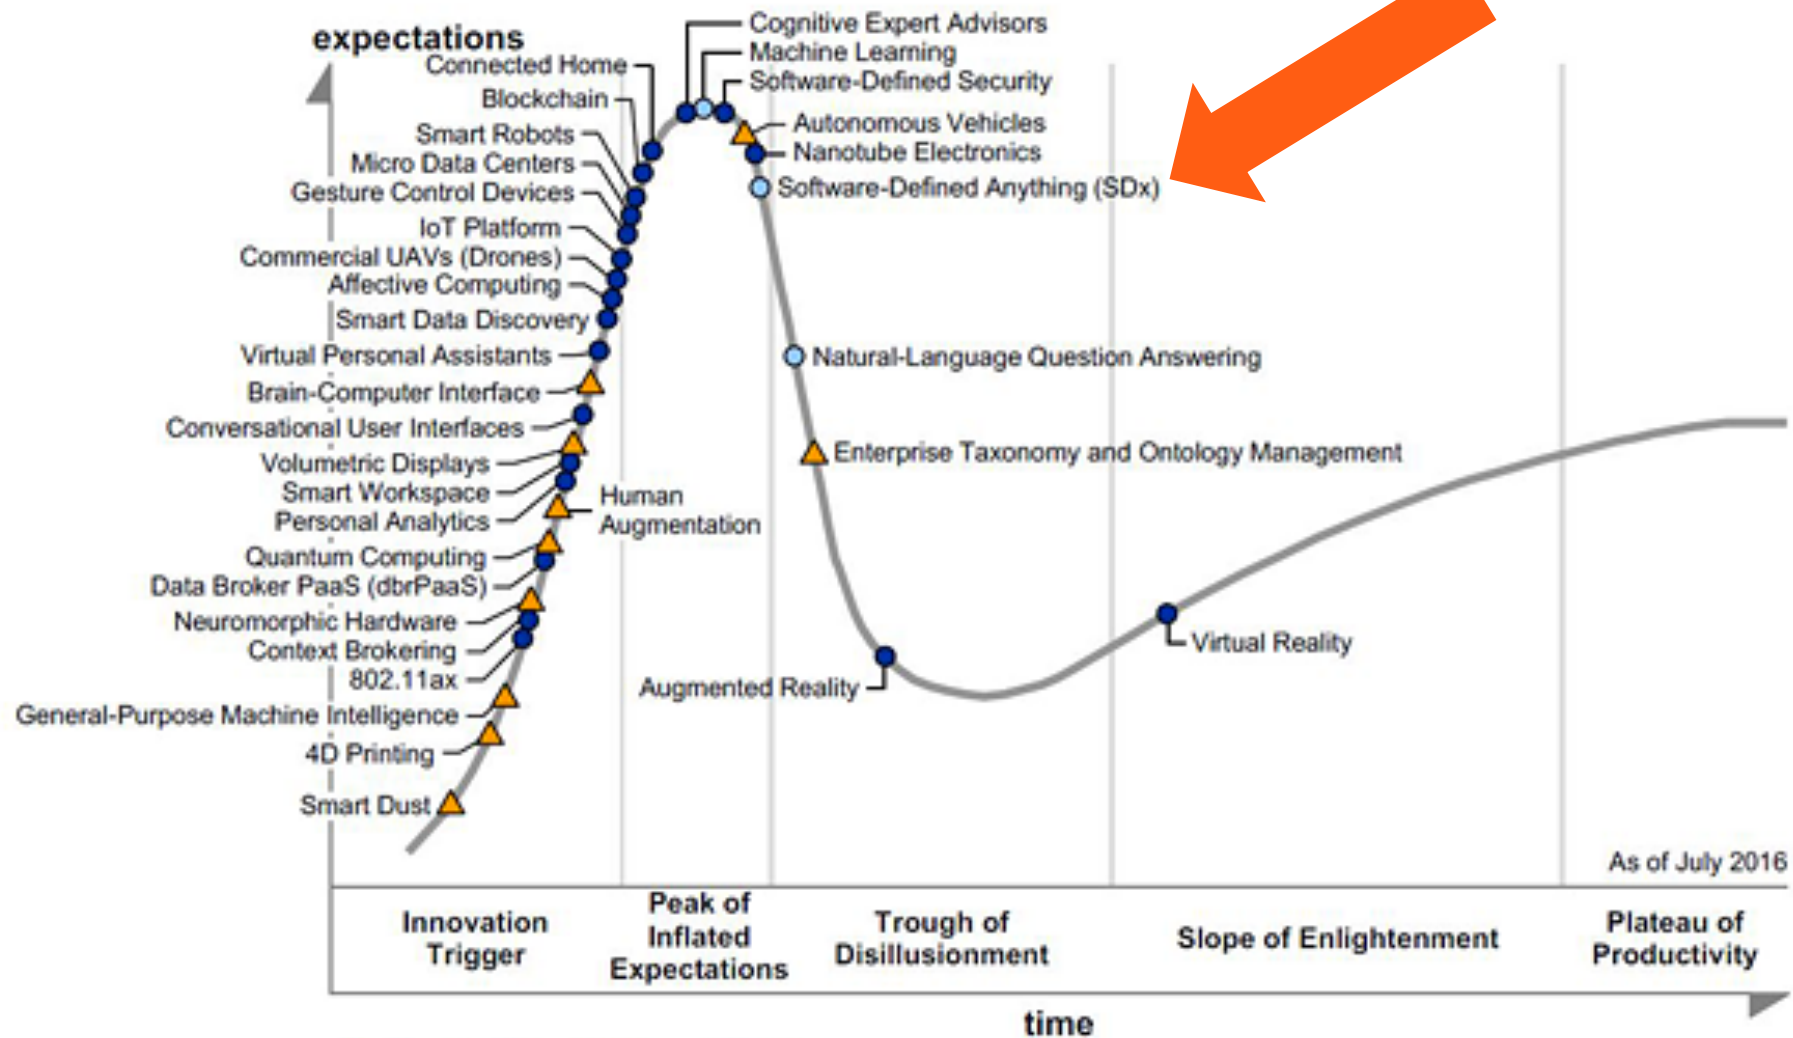 expectations
Cognitive Expert Advisors
Machine Learning
Software-Defined Security
Autonomous Vehicles
Nanotube Electronics
Software-Defined Anything (SDx)
Connected Home
Blockchain
Smart Robots
Micro Data Centers
Gesture Control Devices
IoT Platform
Commercial UAVs (Drones)
Affective Computing
Smart Data Discovery
Virtual Personal Assistants
Brain-Computer Interface
Conversational User Interfaces
Volumetric Displays
Smart Workspace
Personal Analytics
Quantum Computing
Data Broker PaaS (dbrPaaS)
Neuromorphic Hardware
Context Brokering
802.11ax
General-Purpose Machine Intelligence
4D Printing
Smart Dust
Human
Augmentation
Natural-Language Question Answering
Enterprise Taxonomy and Ontology Management
Augmented Reality
Virtual Reality
As of July 2016
Innovation
Trigger
Peak of
Inflated
Expectations
Trough of
Disillusionment
Slope of Enlightenment
Plateau of
Productivity
time